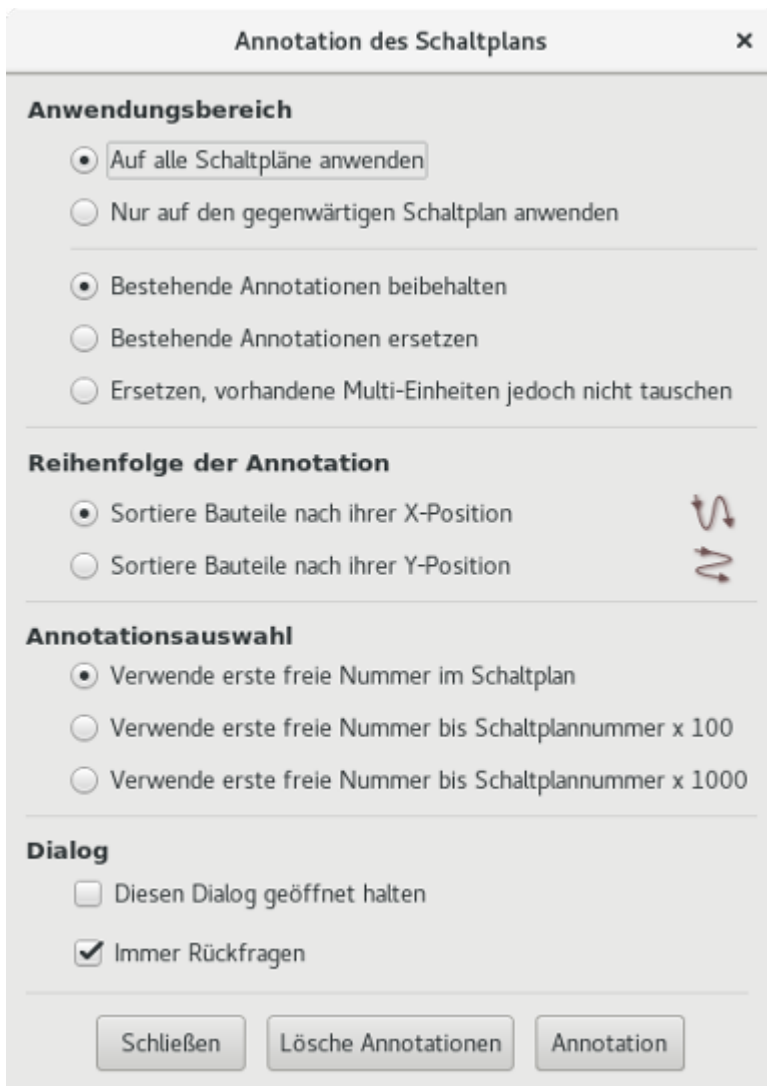 Annotation des Schaltplans
Anwendungsbereich
Auf alle Schaltpläne anwenden
Nur auf den gegenwärtigen Schaltplan anwenden
Bestehende Annotationen beibehalten
Bestehende Annotationen ersetzen
Ersetzen, vorhandene Multi-Einheiten jedoch nicht tauschen
Reihenfolge der Annotation
Sortiere Bauteile nach ihrer X-Position
Sortiere Bauteile nach ihrer Y-Position
Annotationsauswahl
Verwende erste freie Nummer im Schaltplan
Verwende erste freie Nummer bis Schaltplannummer x 100
Verwende erste freie Nummer bis Schaltplannummer x 1000
Dialog
Diesen Dialog geöffnet halten
Immer Rückfragen
Schließen Lösche Annotationen Annotation